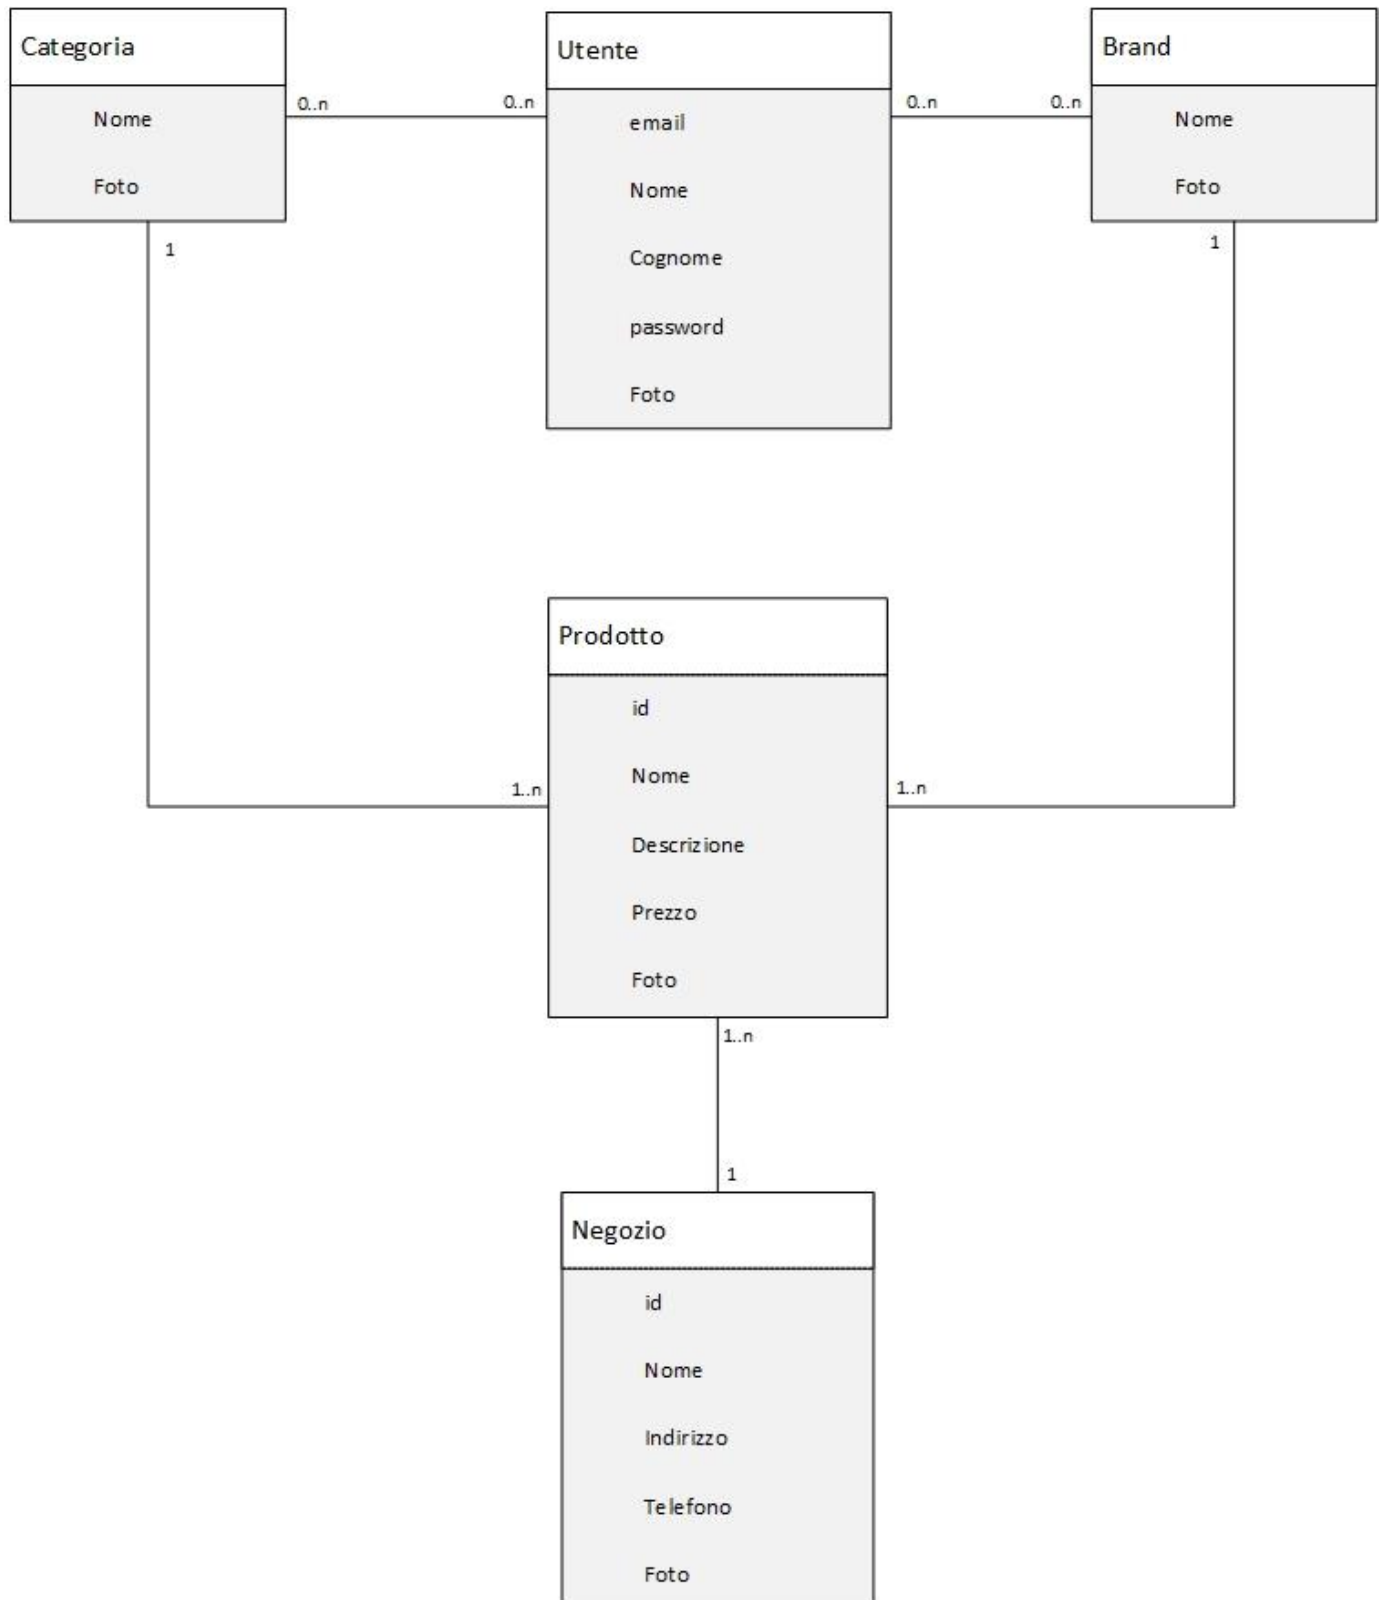 Categoria
Nome
Foto
0..n
0..n
Utente
email
Nome
Cognome
password
Foto
0..n
0..n
Brand
Nome
Foto
1
1
Prodotto
id
Nome
Descrizione
Prezzo
Foto
1..n
1..n
1..n
1
Negozio
id
Nome
Indirizzo
Telefono
Foto